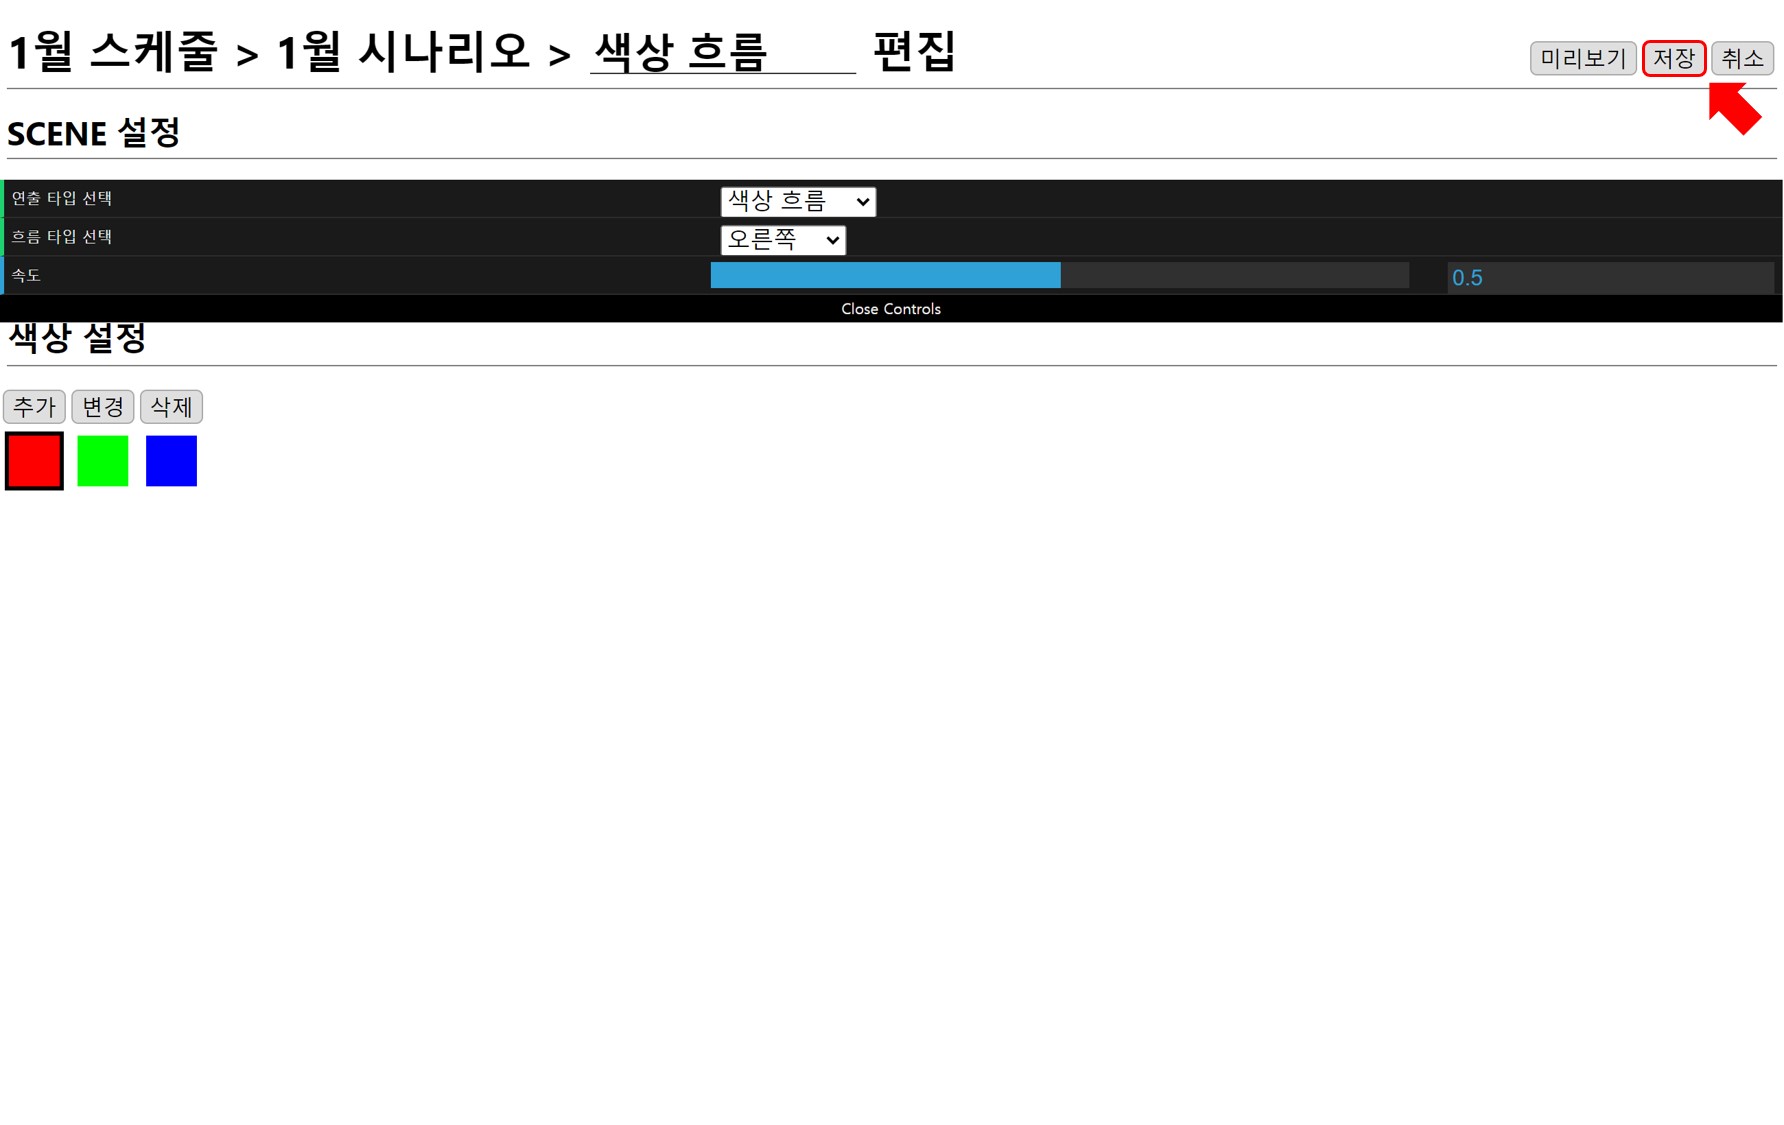 1월 스케줄 > 1월 시나리오 > 색상 흐름 편집
미리보기 저장 취소
SCENE 설정
연출 타입 선택 색상 흐름
흐름 타입 선택 오른쪽
속도 0.5
Close Controls
색상 설정
추가 변경 삭제